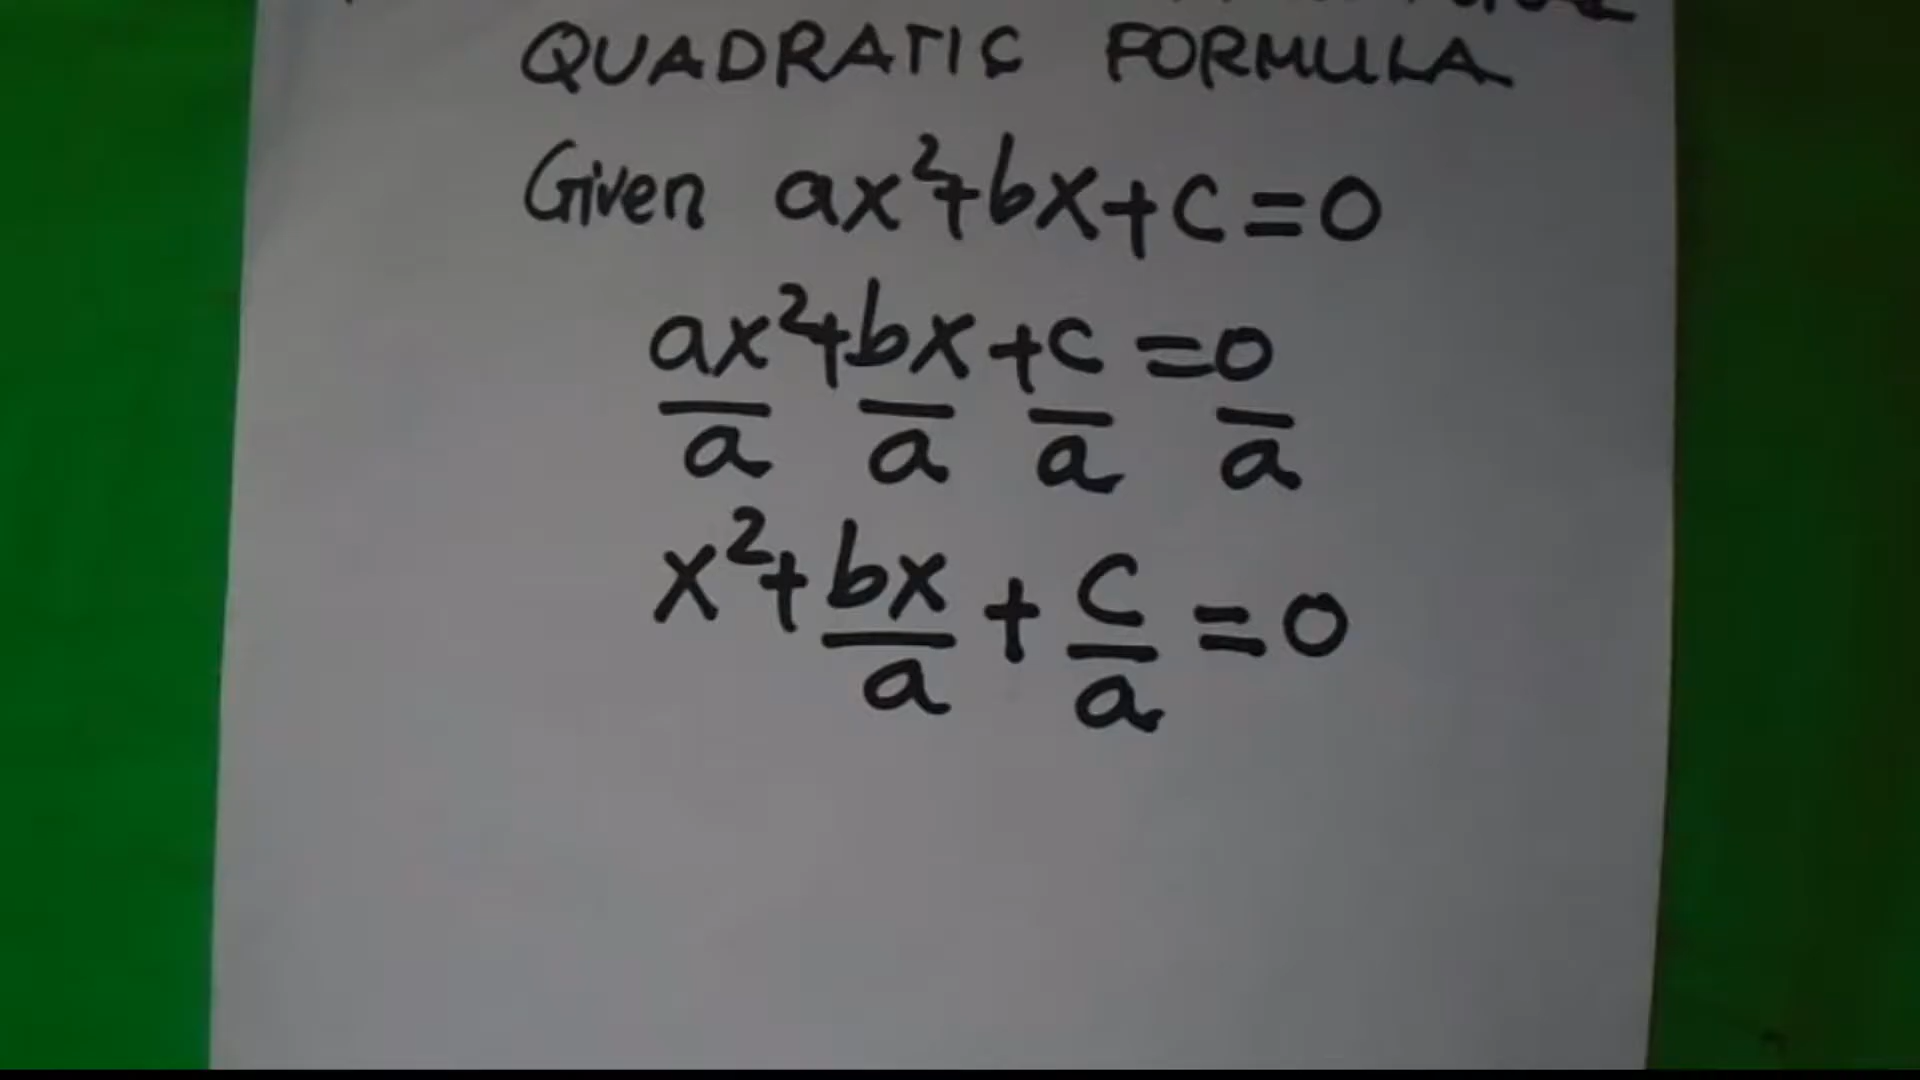 QUADRATIC FORMULA
Given ax²+bx+c=0
ax²+bx+c=0
a a a a
x²+bx/a+c/a=0